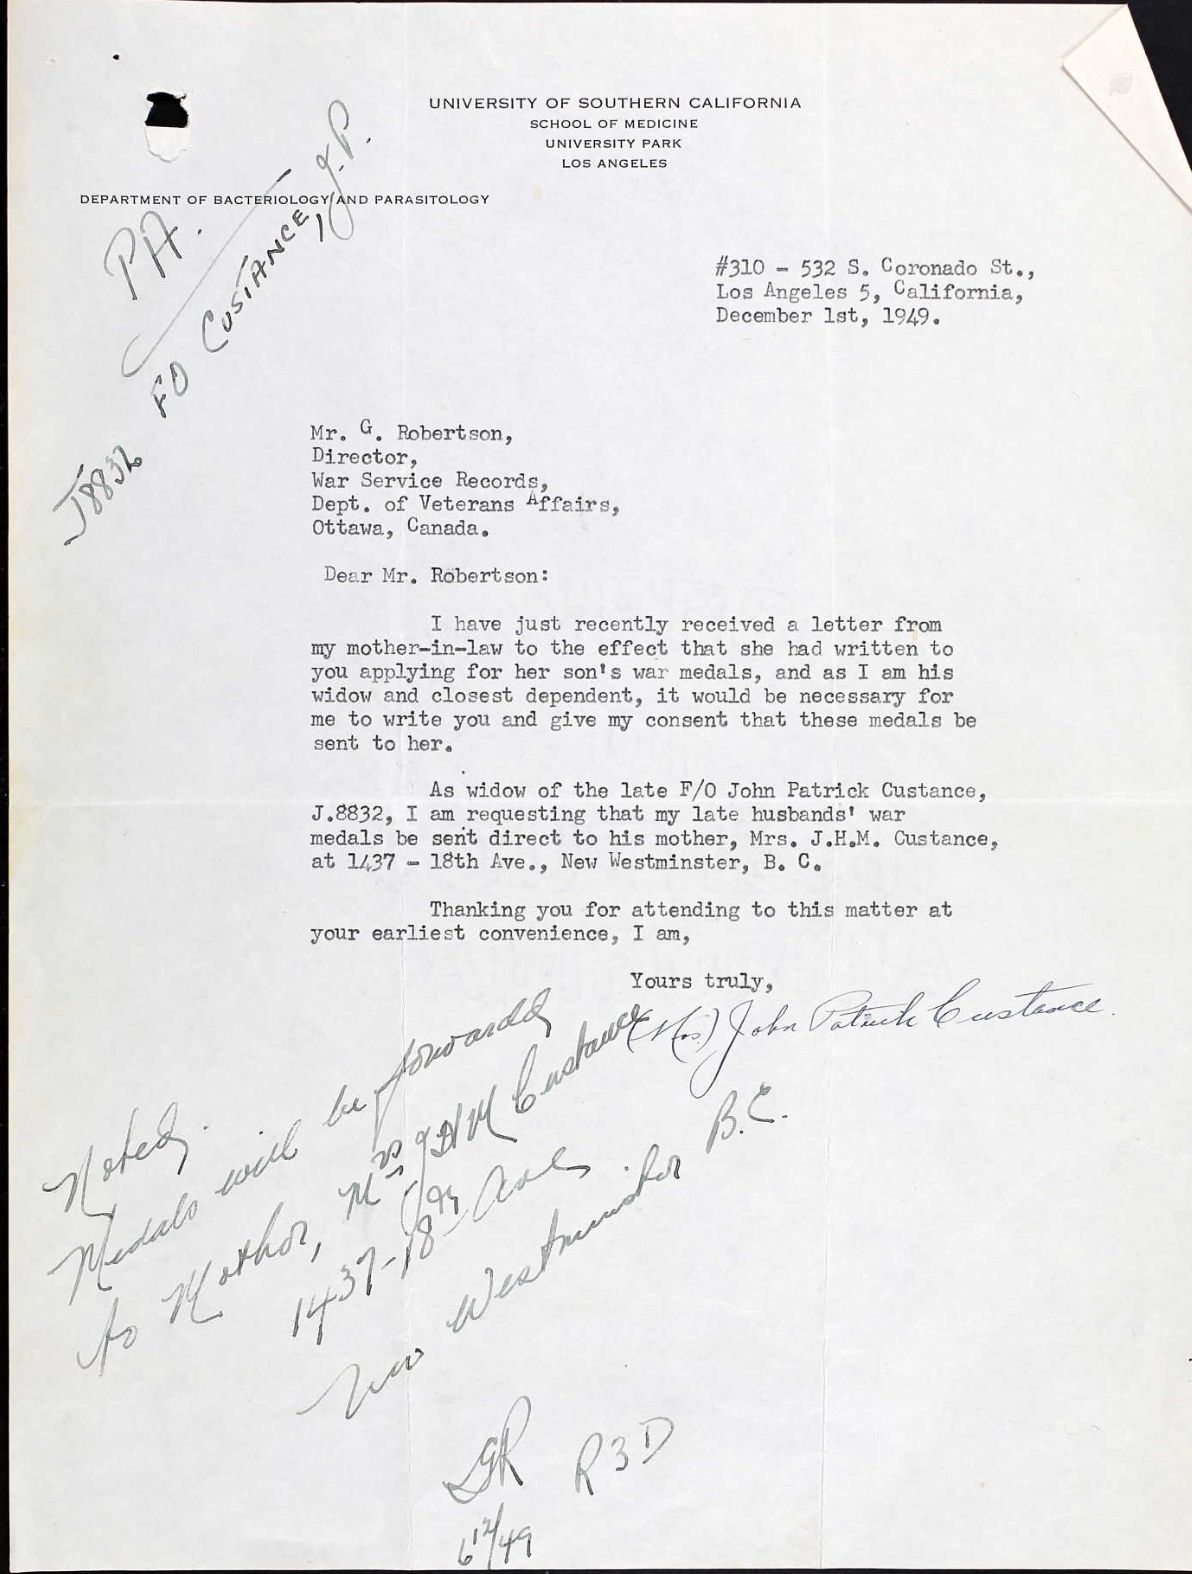 UNIVERSITY OF SOUTHERN CALIFORNIA
SCHOOL OF MEDICINE
UNIVERSITY PARK
LOS ANGELES
DEPARTMENT OF BACTERIOLOGY AND PARASITOLOGY
PA.
J8832 FO CUSTANCE, J.P.
#310 - 532 S. Coronado St.,
Los Angeles 5, California,
December 1st, 1949.
Mr. G. Robertson,
Director,
War Service Records,
Dept. of Veterans Affairs,
Ottawa, Canada.
Dear Mr. Robertson:
I have just recently received a letter from
my mother-in-law to the effect that she had written to
you applying for her son's war medals, and as I am his
widow and closest dependent, it would be necessary for
me to write you and give my consent that these medals be
sent to her.
As widow of the late F/O John Patrick Custance,
J.8832, I am requesting that my late husbands' war
medals be sent direct to his mother, Mrs. J.H.M. Custance,
at 1437 - 18th Ave., New Westminster, B. C.
Thanking you for attending to this matter at
your earliest convenience, I am,
Yours truly,
(Mrs) John Patrick Custance.
Noted.
Medals will be forwarded
to Mother, Mrs JHM Custance
1437-18th Ave
New Westminster B.C.
R3D
6/12/49